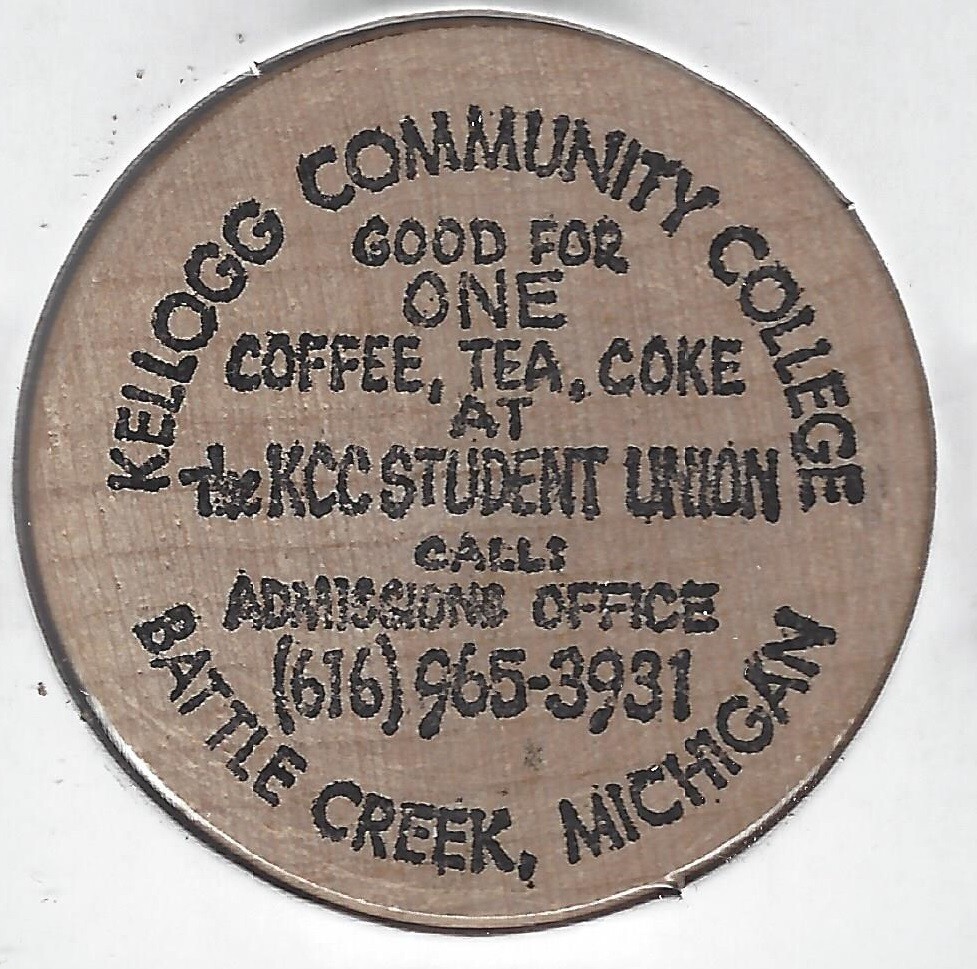 KELLOGG COMMUNITY COLLEGE
GOOD FOR
ONE
COFFEE, TEA, COKE
AT
the KCC STUDENT UNION
CALL:
ADMISSIONS OFFICE
(616) 965-3931
BATTLE CREEK, MICHIGAN